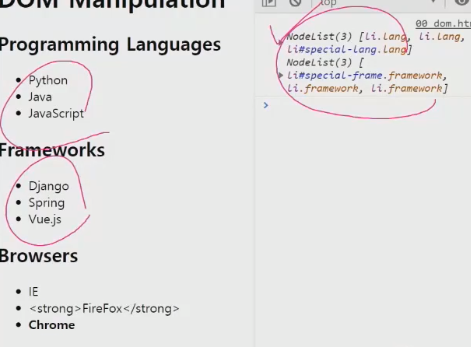 DOM Manipulation
Programming Languages
Python
Java
JavaScript
Frameworks
Django
Spring
Vue.js
Browsers
IE
<strong>FireFox</strong>
Chrome
top
00_dom.ht
NodeList(3) [li.lang, li.lang,
li#special-lang.lang]
NodeList(3) [
li#special-frame.framework,
li.framework, li.framework]